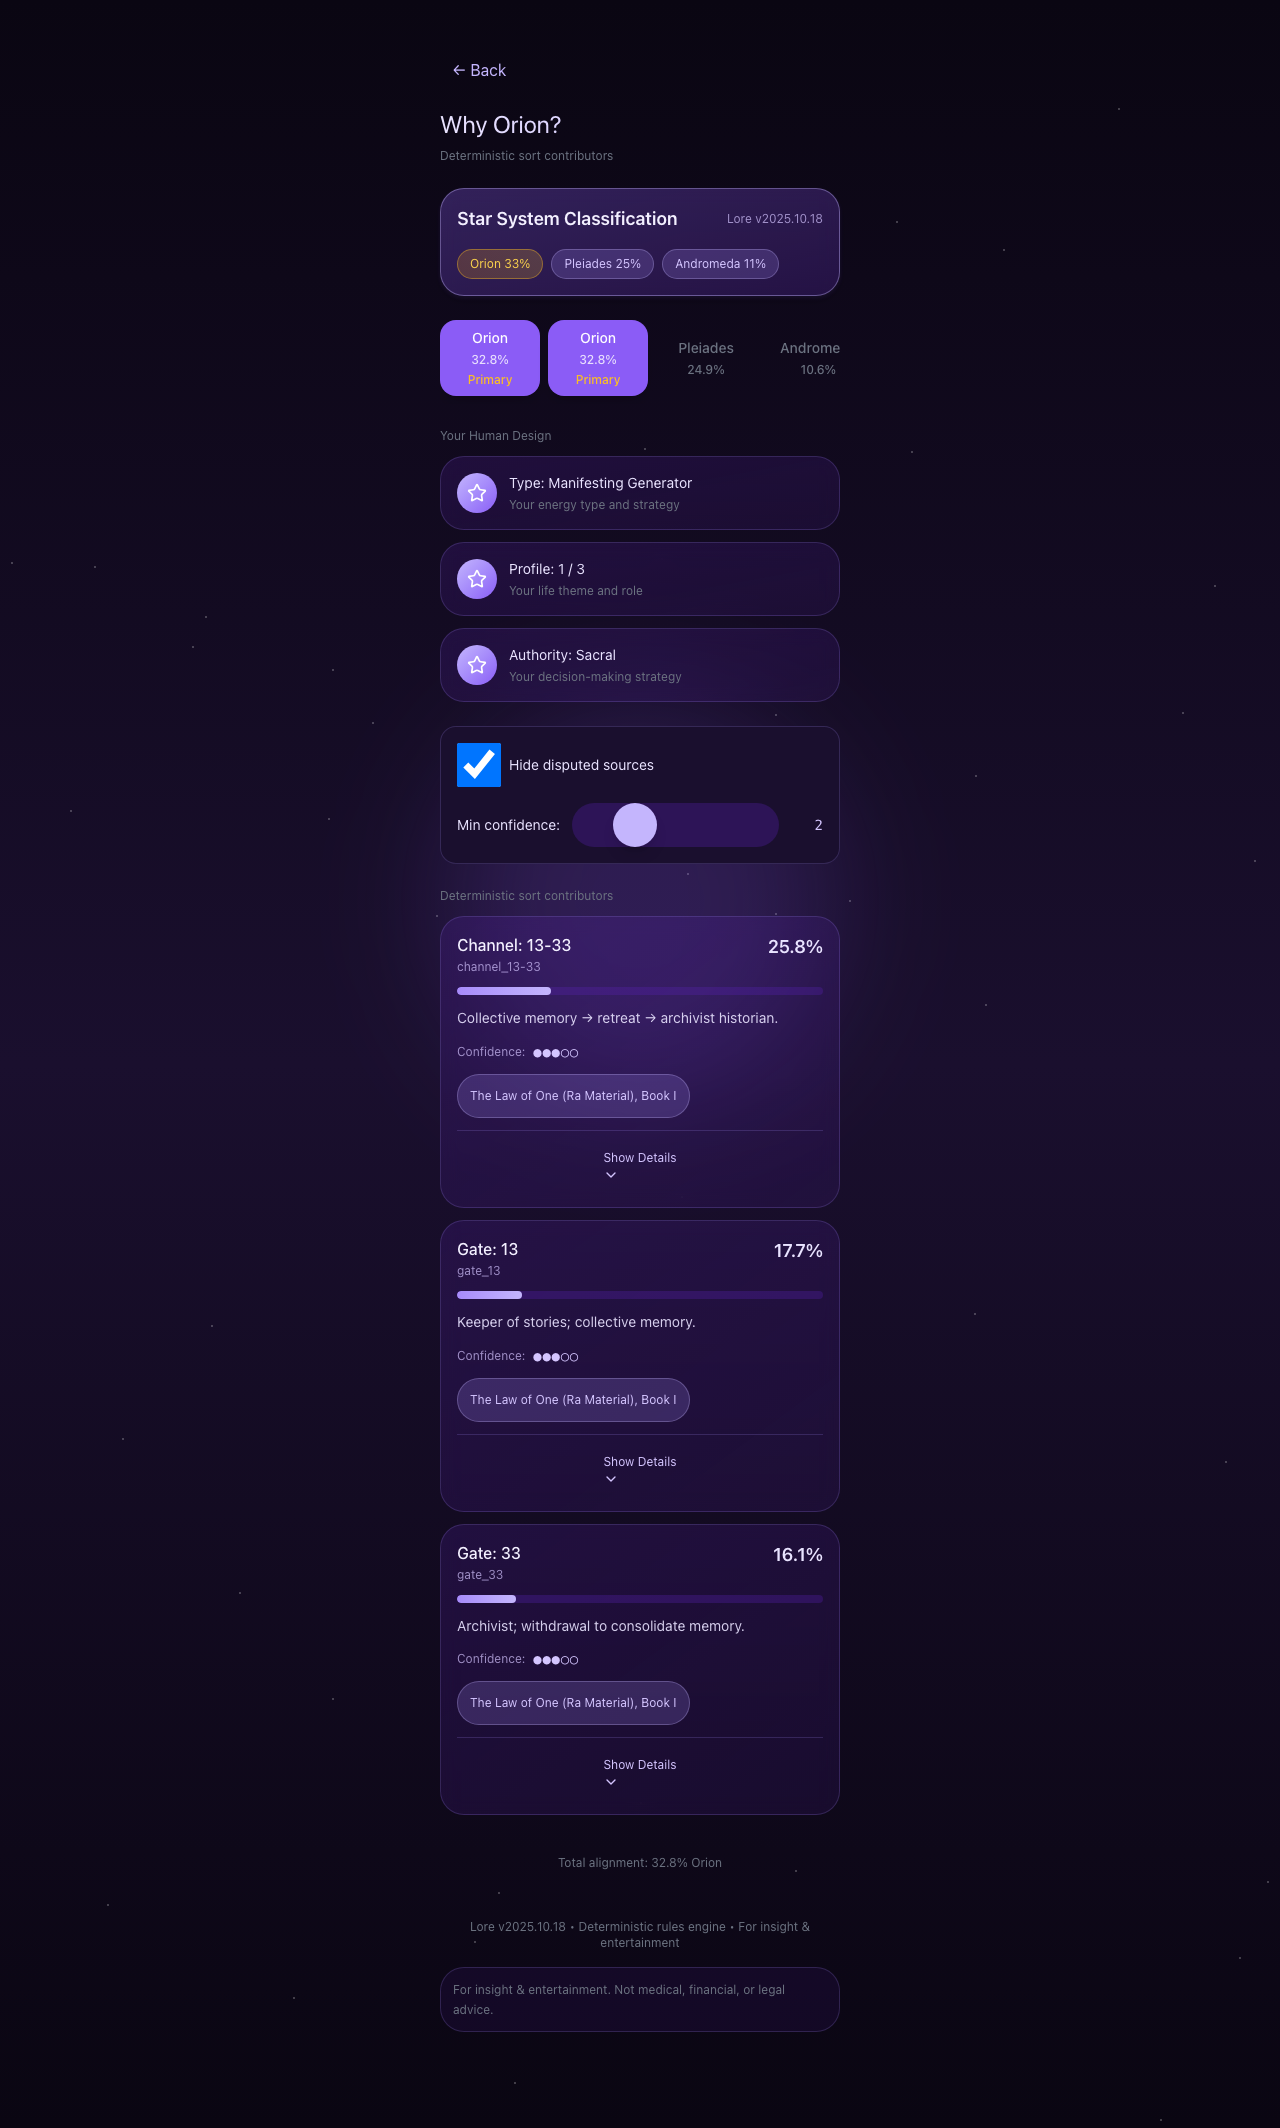 ← Back
Why Orion?
Deterministic sort contributors
Star System Classification
Lore v2025.10.18
Orion 33%
Pleiades 25%
Andromeda 11%
Orion
32.8%
Primary
Orion
32.8%
Primary
Pleiades
24.9%
Androme
10.6%
Your Human Design
Type: Manifesting Generator
Your energy type and strategy
Profile: 1 / 3
Your life theme and role
Authority: Sacral
Your decision-making strategy
Hide disputed sources
Min confidence:
2
Deterministic sort contributors
Channel: 13-33
25.8%
channel_13-33
Collective memory → retreat → archivist historian.
Confidence: ●●●○○
The Law of One (Ra Material), Book I
Show Details
Gate: 13
17.7%
gate_13
Keeper of stories; collective memory.
Confidence: ●●●○○
The Law of One (Ra Material), Book I
Show Details
Gate: 33
16.1%
gate_33
Archivist; withdrawal to consolidate memory.
Confidence: ●●●○○
The Law of One (Ra Material), Book I
Show Details
Total alignment: 32.8% Orion
Lore v2025.10.18 • Deterministic rules engine • For insight &
entertainment
For insight & entertainment. Not medical, financial, or legal
advice.